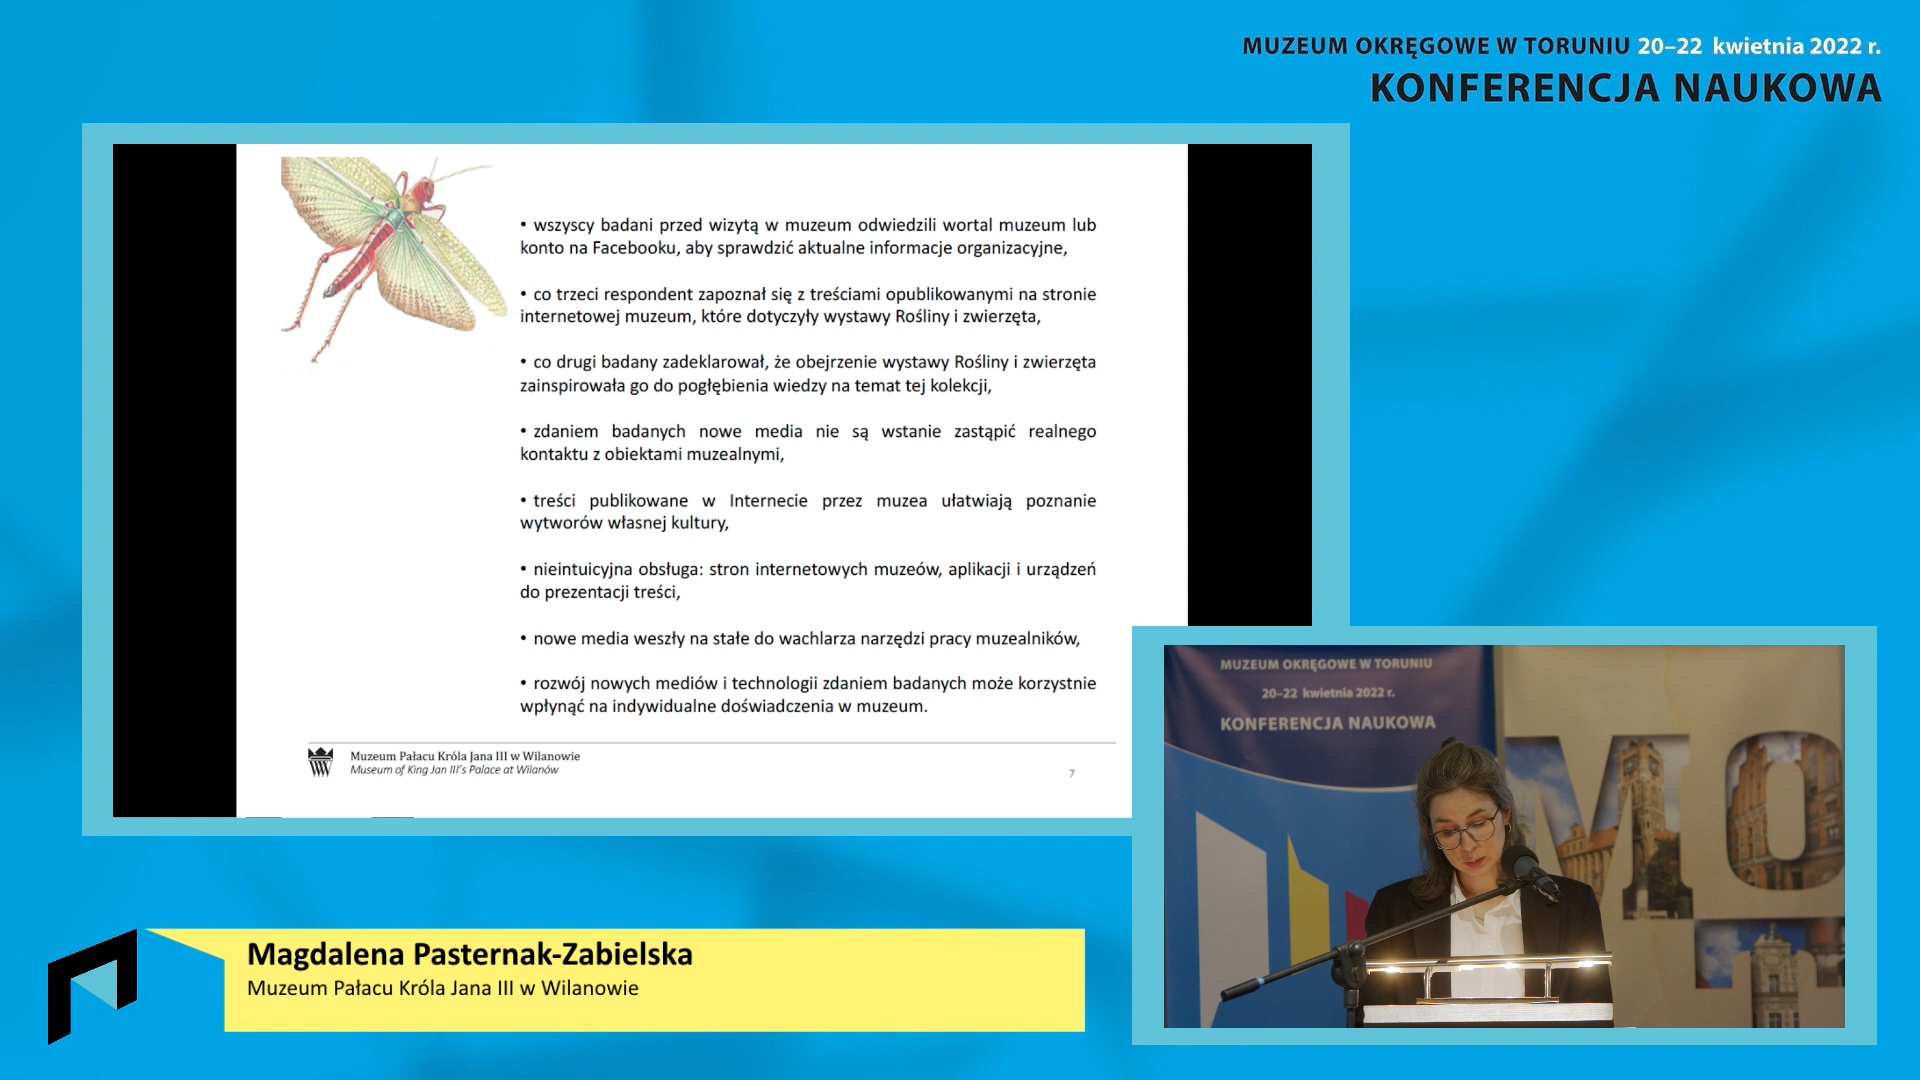 MUZEUM OKRĘGOWE W TORUNIU 20–22 kwietnia 2022 r.
KONFERENCJA NAUKOWA
• wszyscy badani przed wizytą w muzeum odwiedzili wortal muzeum lub
konto na Facebooku, aby sprawdzić aktualne informacje organizacyjne,
• co trzeci respondent zapoznał się z treściami opublikowanymi na stronie
internetowej muzeum, które dotyczyły wystawy Rośliny i zwierzęta,
• co drugi badany zadeklarował, że obejrzenie wystawy Rośliny i zwierzęta
zainspirowała go do pogłębienia wiedzy na temat tej kolekcji,
• zdaniem badanych nowe media nie są wstanie zastąpić realnego
kontaktu z obiektami muzealnymi,
• treści publikowane w Internecie przez muzea ułatwiają poznanie
wytworów własnej kultury,
• nieintuicyjna obsługa: stron internetowych muzeów, aplikacji i urządzeń
do prezentacji treści,
• nowe media weszły na stałe do wachlarza narzędzi pracy muzealników,
• rozwój nowych mediów i technologii zdaniem badanych może korzystnie
wpłynąć na indywidualne doświadczenia w muzeum.
Muzeum Pałacu Króla Jana III w Wilanowie
Museum of King Jan III's Palace at Wilanów
7
MUZEUM OKRĘGOWE W TORUNIU
20–22 kwietnia 2022 r.
KONFERENCJA NAUKOWA
MO
Magdalena Pasternak-Zabielska
Muzeum Pałacu Króla Jana III w Wilanowie